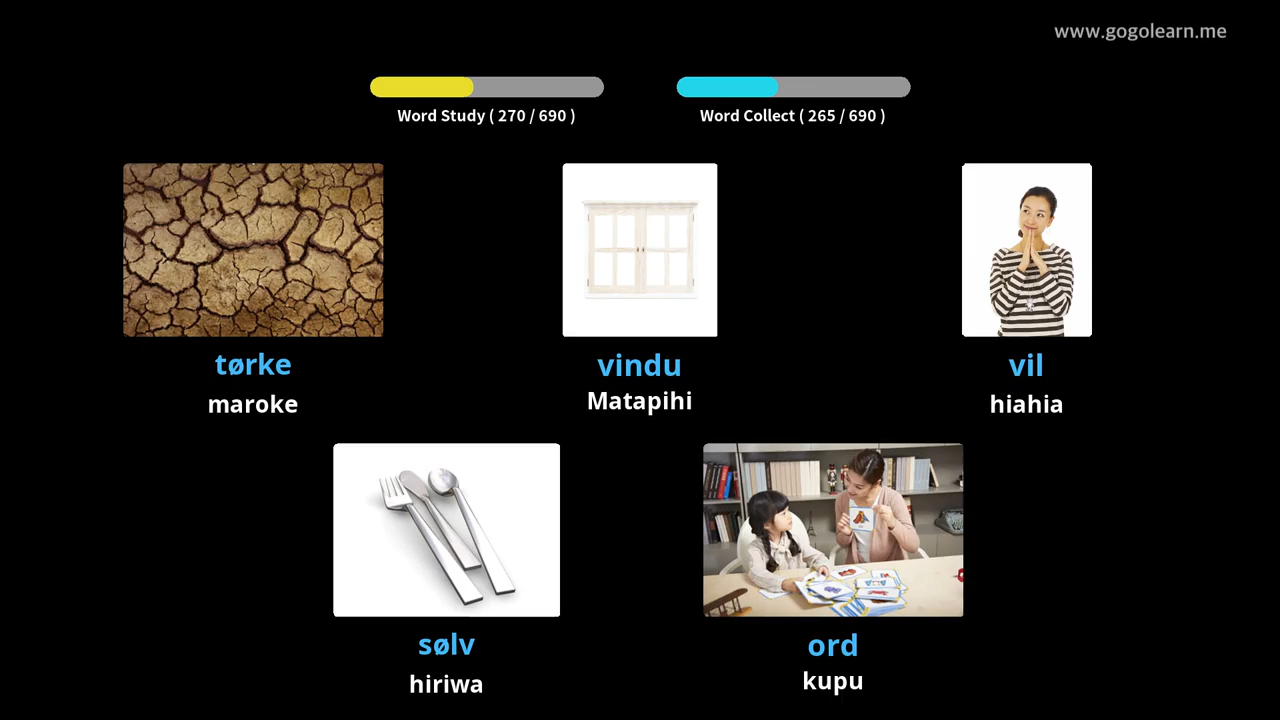 www.gogolearn.me
Word Study ( 270 / 690 )
Word Collect ( 265 / 690 )
tørke
maroke
vindu
Matapihi
vil
hiahia
sølv
hiriwa
ord
kupu